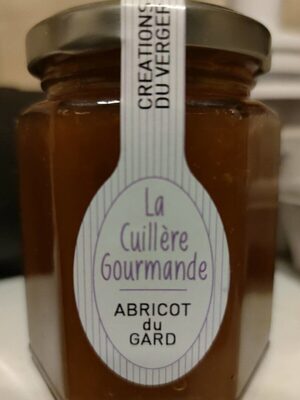 CREATIONS
DU VERGER
La
Cuillère
Gourmande
ABRICOT
du
GARD